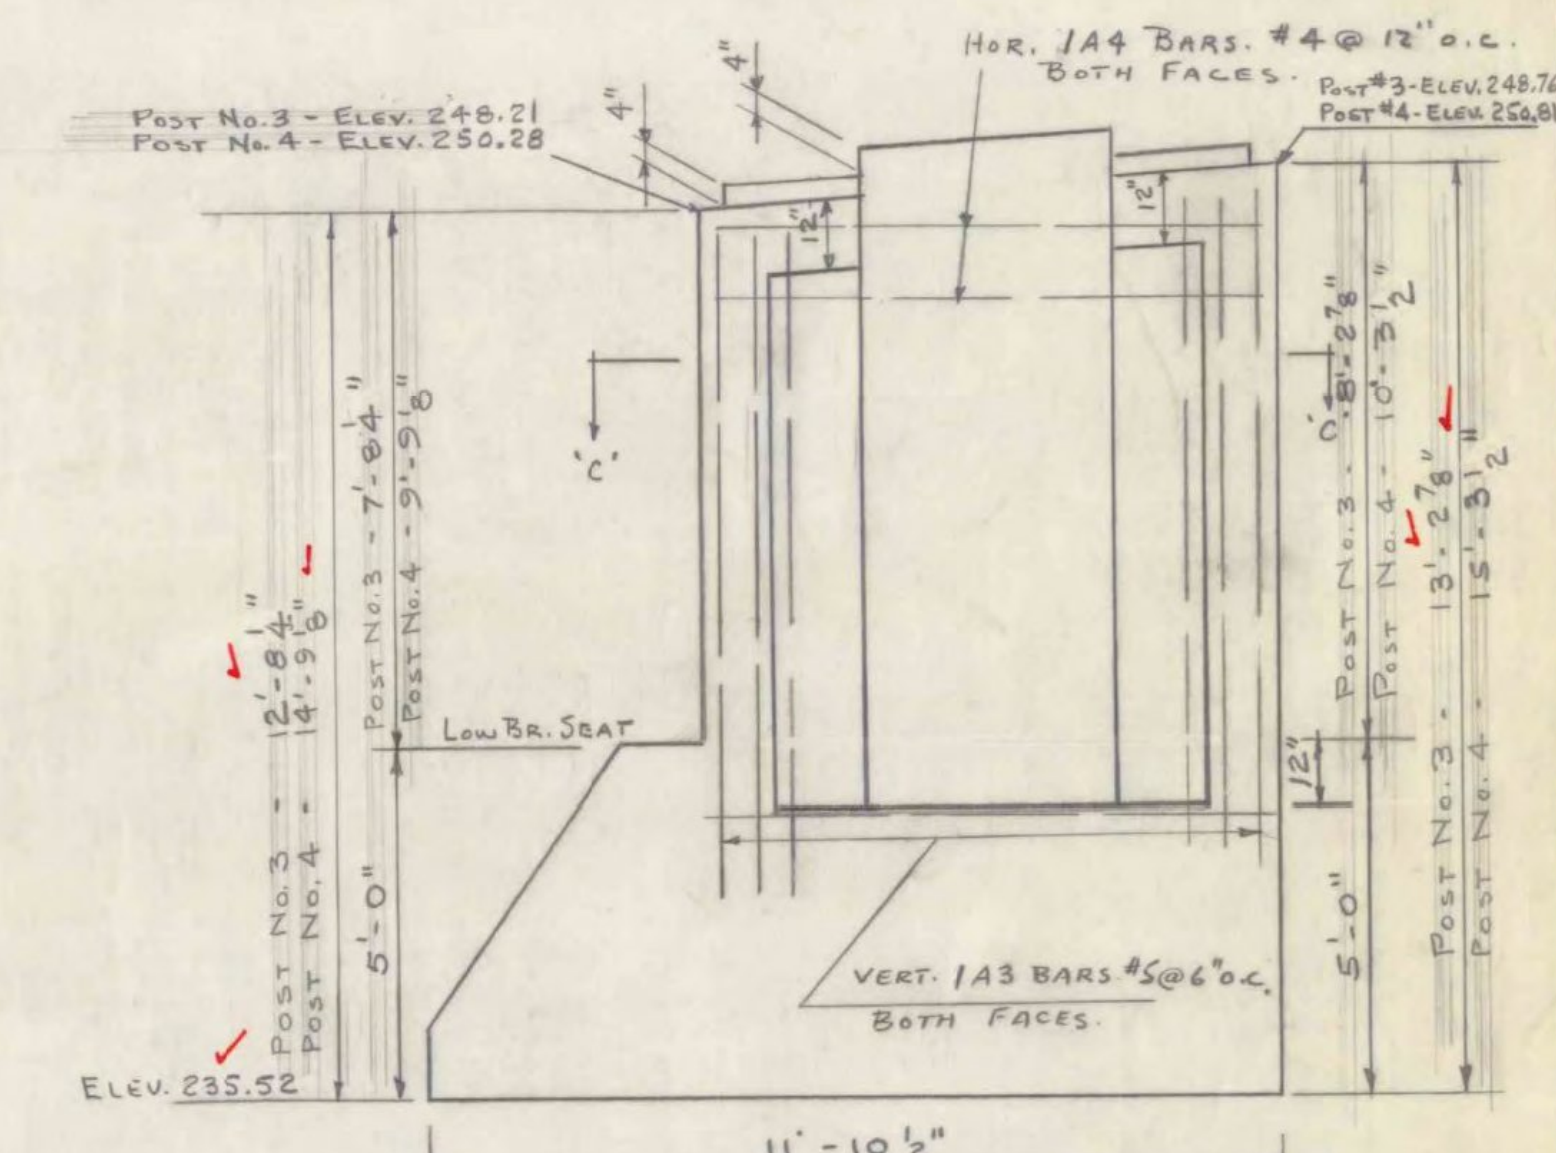 HOR. 1A4 BARS. #4 @ 12" O.C.
BOTH FACES.
POST #3-ELEV. 248.76
POST #4-ELEV. 250.81
POST No. 3 - ELEV. 248.21
POST No. 4 - ELEV. 250.28
4"
4"
12"
12"
'C'
POST No. 3 - 12'-8 1/4"
POST No. 4 - 14'-9 1/8"
POST No. 3 - 7'-8 1/4"
POST No. 4 - 9'-9 1/8"
LOW BR. SEAT
5'-0"
ELEV. 235.52
POST No. 3 - 8'-2 7/8"
POST No. 4 - 10'-3 1/2"
POST No. 3 - 13'-2 7/8"
POST No. 4 - 15'-3 1/2"
12"
5'-0"
VERT. 1A3 BARS #5@6" O.C.
BOTH FACES.
11'-10 1/2"